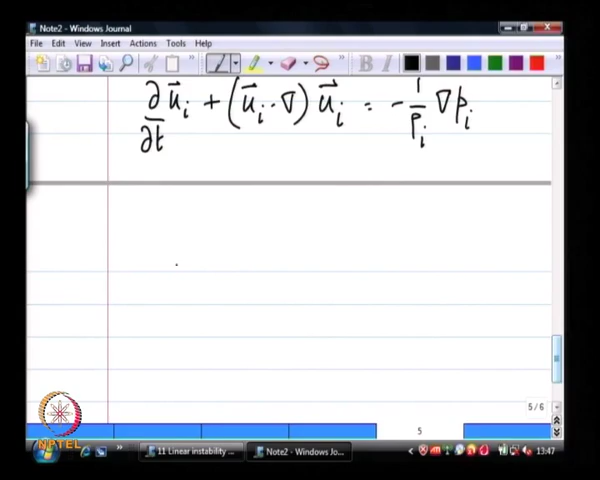 Note2 - Windows Journal
File Edit View Insert Actions Tools Help
B I
∂/∂t u⃗ᵢ + (u⃗ᵢ · ∇) u⃗ᵢ = - 1/ρᵢ ∇pᵢ
5 / 6
5
NPTEL
11 Linear instability ...
Note2 - Windows Jo...
13:47